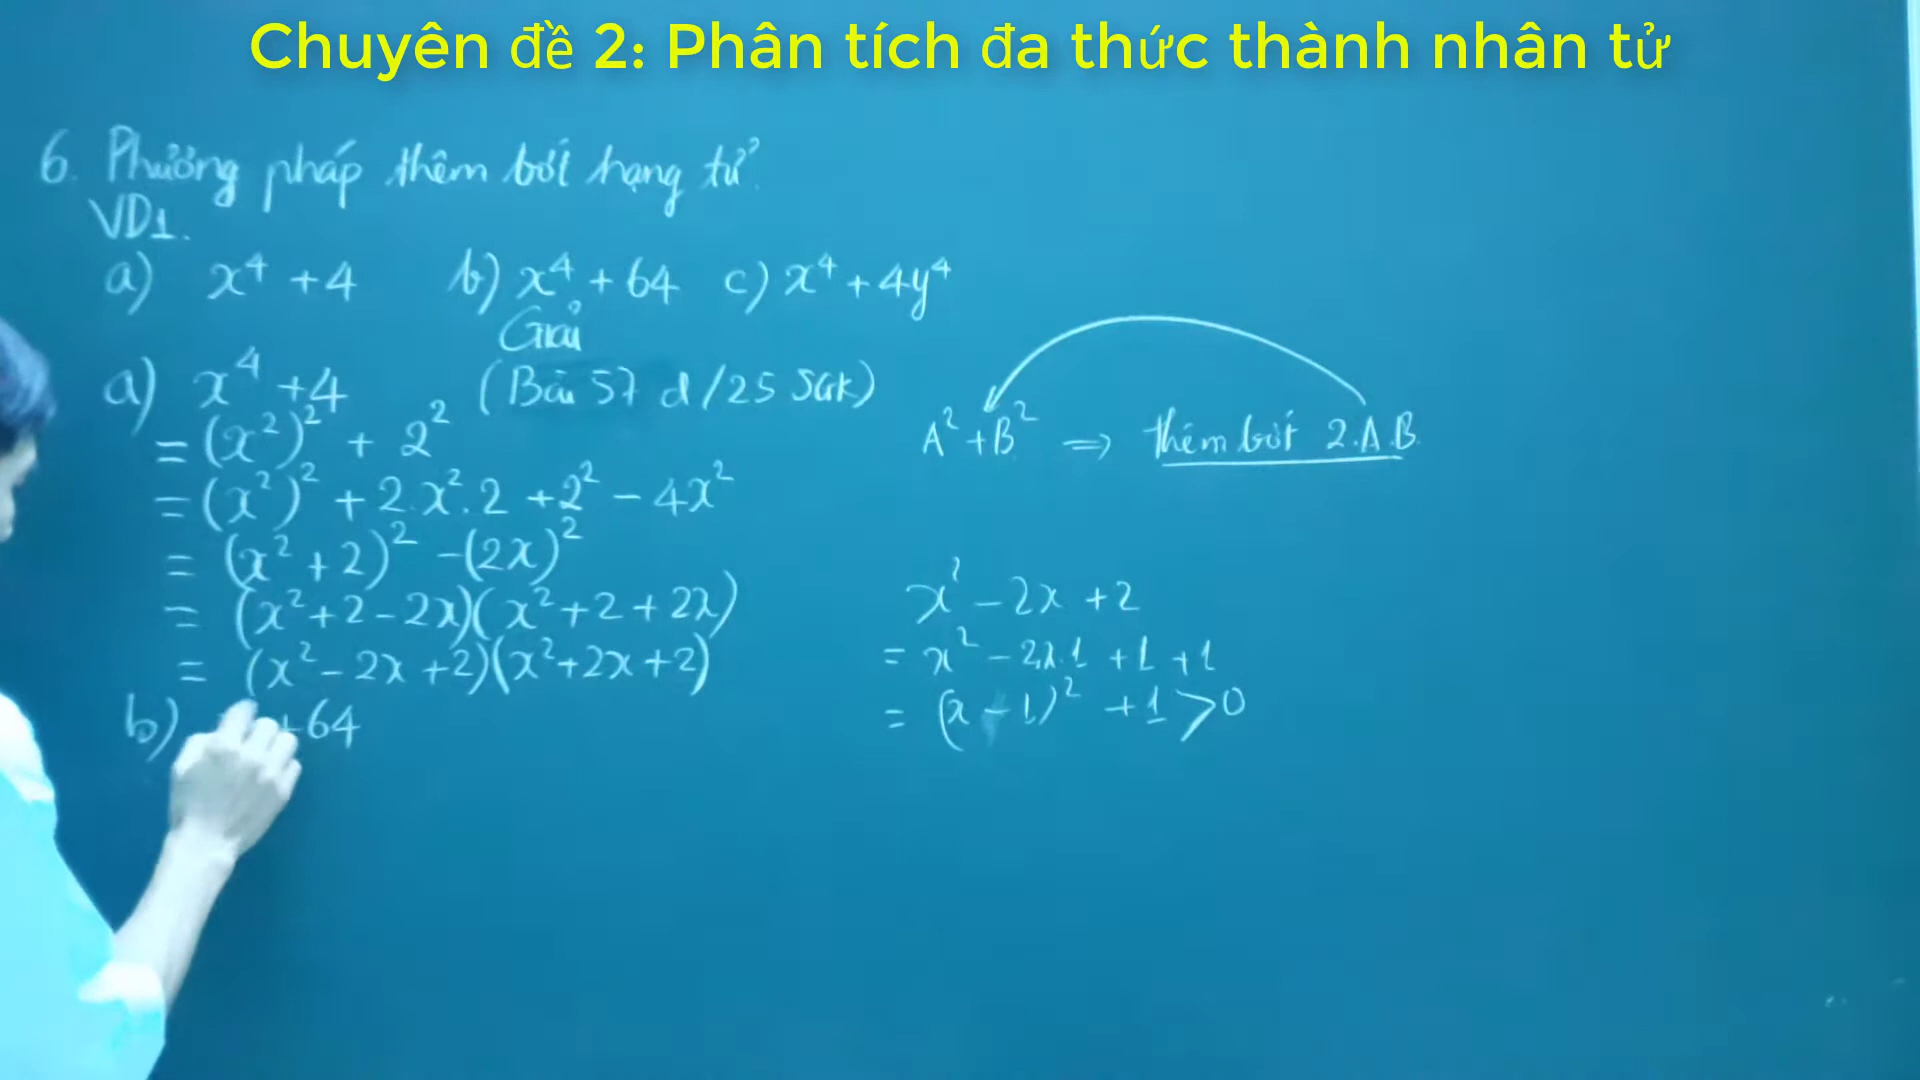 Chuyên đề 2: Phân tích đa thức thành nhân tử
6. Phương pháp thêm bớt hạng tử
VD1.
a) x⁴ + 4 b) x⁴ + 64 c) x⁴ + 4y⁴
Giải
a) x⁴ + 4 (Bài 57 d/25 SGK)
= (x²)² + 2²
= (x²)² + 2.x².2 + 2² - 4x²
= (x² + 2)² - (2x)²
= (x² + 2 - 2x)(x² + 2 + 2x)
= (x² - 2x + 2)(x² + 2x + 2)
b) +64
A² + B² ⇒ thêm bớt 2.A.B
x² - 2x + 2
= x² - 2.x.1 + 1 + 1
= (x - 1)² + 1 > 0